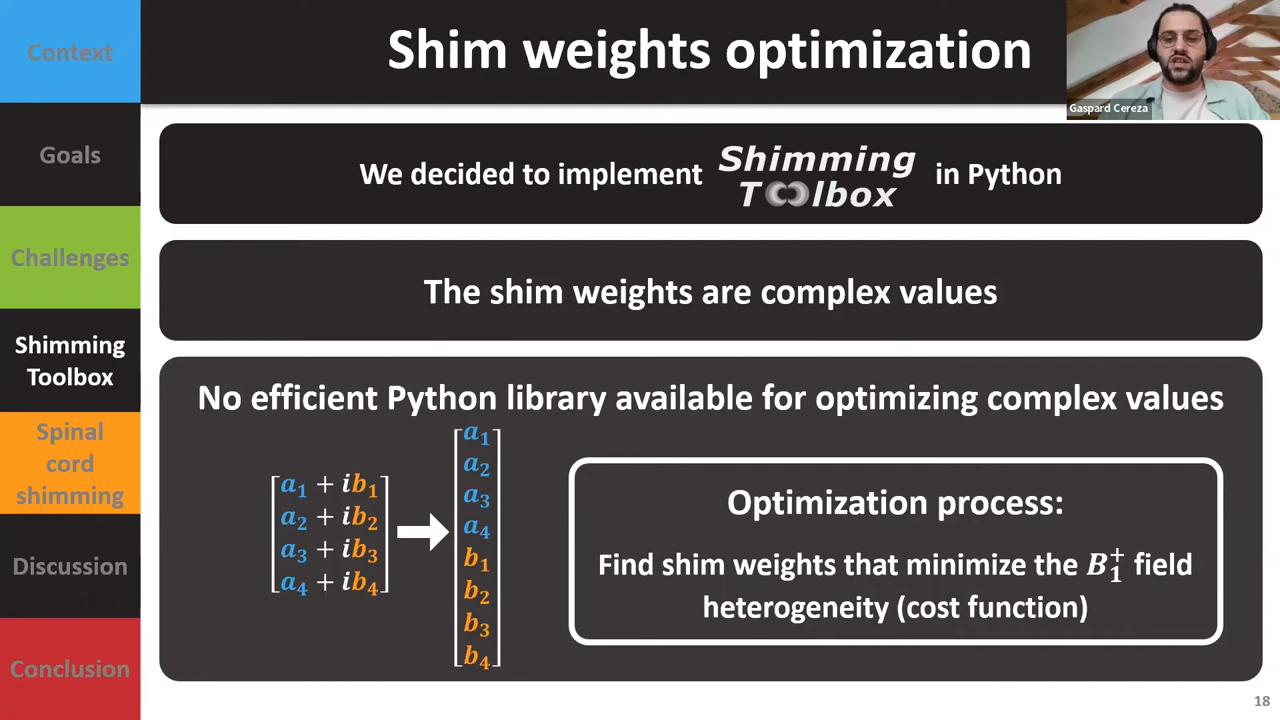 Context
Goals
Challenges
Shimming
Toolbox
Spinal
cord
shimming
Discussion
Conclusion
Shim weights optimization
Gaspard Cereza
We decided to implement Shimming Toolbox in Python
The shim weights are complex values
No efficient Python library available for optimizing complex values
a₁ + ib₁
a₂ + ib₂
a₃ + ib₃
a₄ + ib₄
a₁
a₂
a₃
a₄
b₁
b₂
b₃
b₄
Optimization process:
Find shim weights that minimize the B₁⁺ field
heterogeneity (cost function)
18